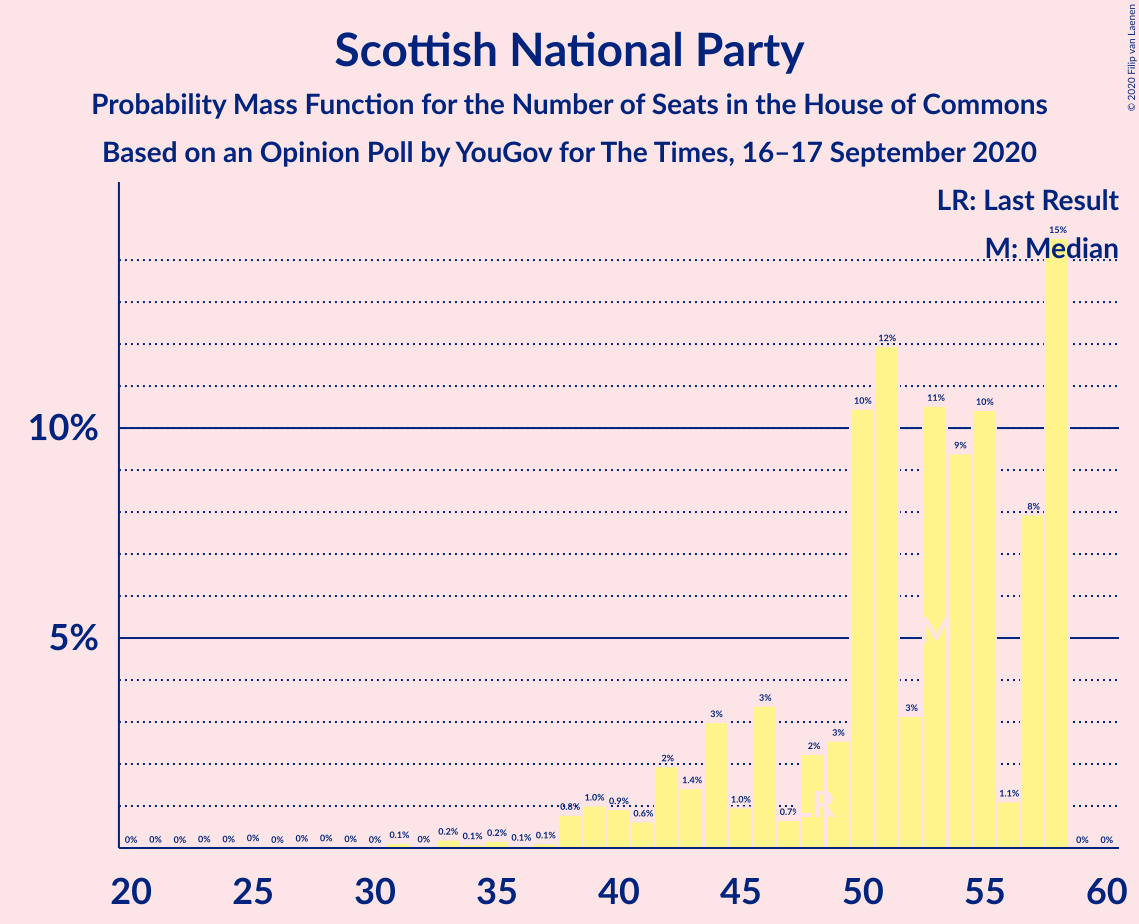 © 2020 Filip van Laenen
Scottish National Party
Probability Mass Function for the Number of Seats in the House of Commons
Based on an Opinion Poll by YouGov for The Times, 16–17 September 2020
LR: Last Result
M: Median
10%
5%
0% 0% 0% 0% 0% 0% 0% 0% 0% 0% 0% 0.1% 0% 0.2% 0.1% 0.2% 0.1% 0.1% 0.8% 1.0% 0.9% 0.6% 2% 1.4% 3% 1.0% 3% 0.7% 2% 3% 10% 12% 3% 11% 9% 10% 1.1% 8% 15% 0% 0%
M
LR
20 25 30 35 40 45 50 55 60